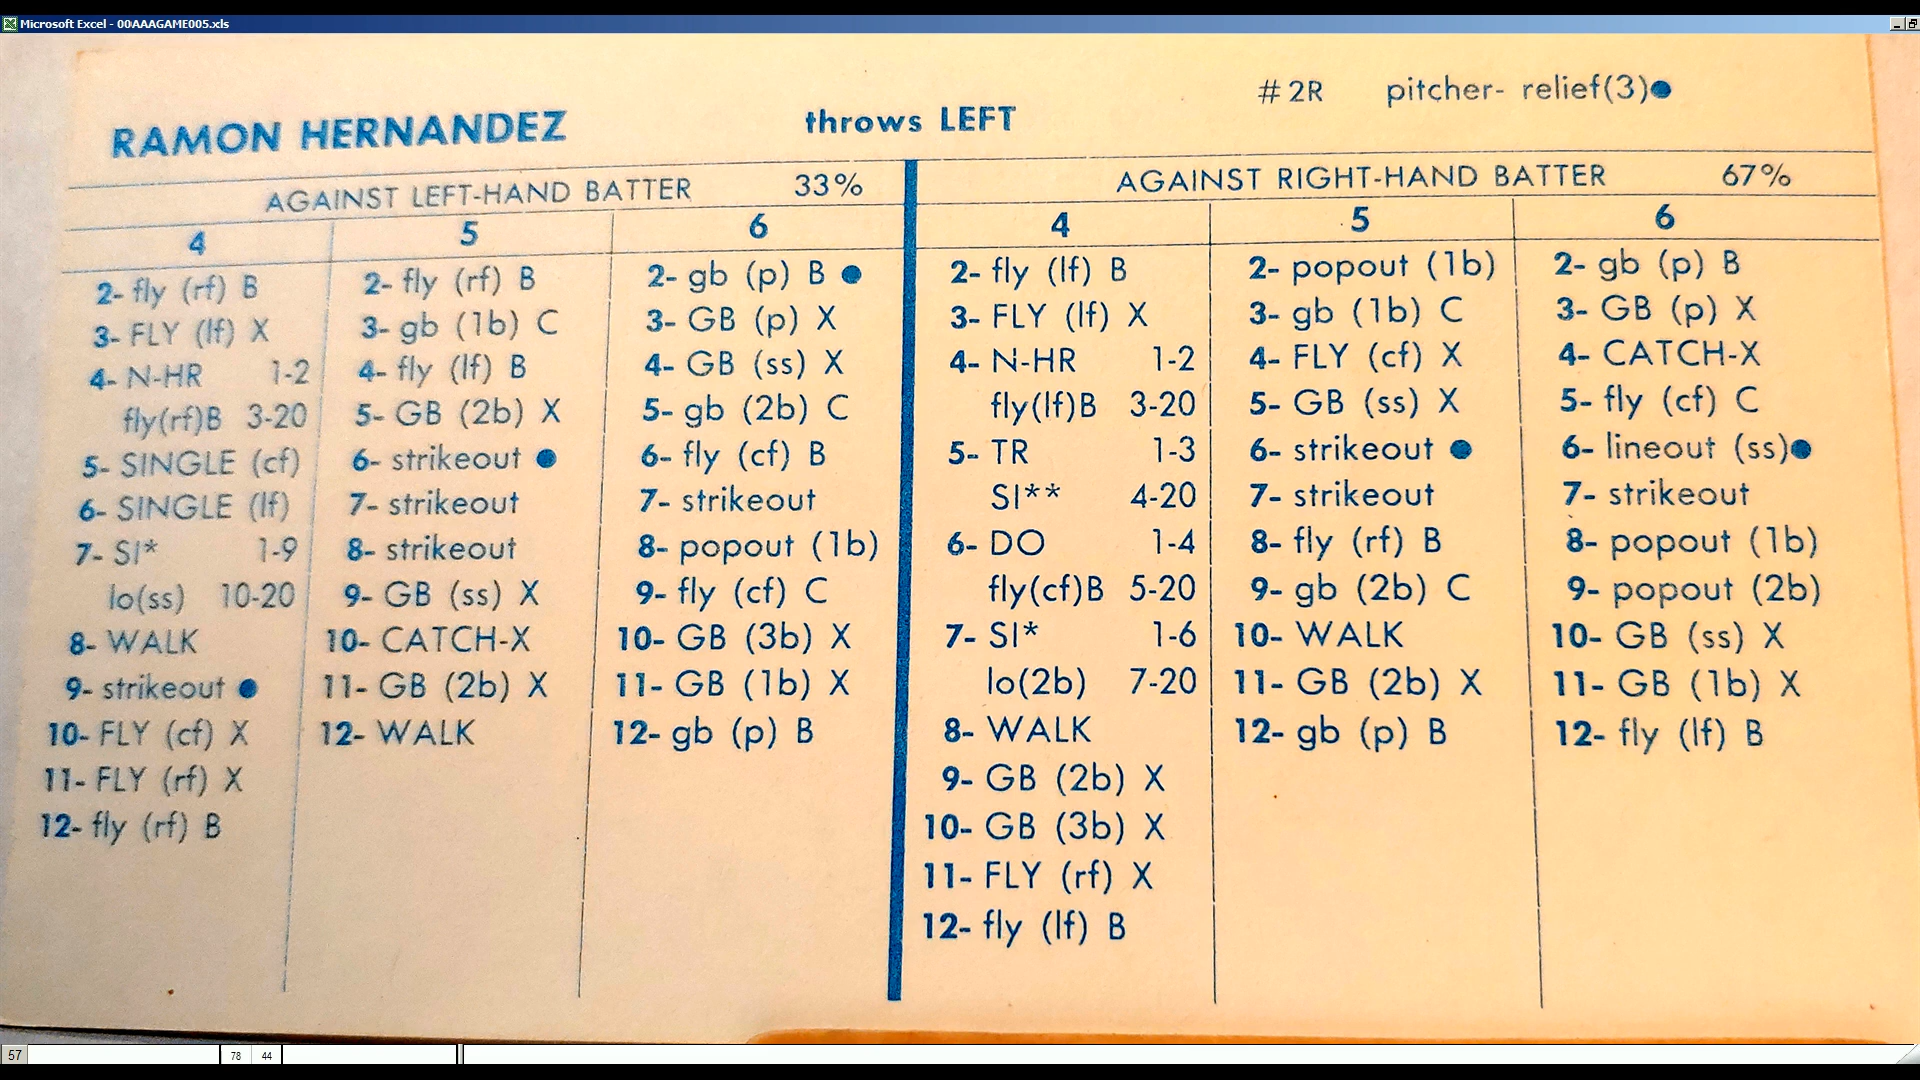 Microsoft Excel - 00AAAGAME005.xls
#2R pitcher- relief(3)●
RAMON HERNANDEZ throws LEFT
AGAINST LEFT-HAND BATTER 33%
4
2- fly (rf) B
3- FLY (lf) X
4- N-HR 1-2
fly(rf)B 3-20
5- SINGLE (cf)
6- SINGLE (lf)
7- SI* 1-9
lo(ss) 10-20
8- WALK
9- strikeout ●
10- FLY (cf) X
11- FLY (rf) X
12- fly (rf) B
5
2- fly (rf) B
3- gb (1b) C
4- fly (lf) B
5- GB (2b) X
6- strikeout ●
7- strikeout
8- strikeout
9- GB (ss) X
10- CATCH-X
11- GB (2b) X
12- WALK
6
2- gb (p) B ●
3- GB (p) X
4- GB (ss) X
5- gb (2b) C
6- fly (cf) B
7- strikeout
8- popout (1b)
9- fly (cf) C
10- GB (3b) X
11- GB (1b) X
12- gb (p) B
AGAINST RIGHT-HAND BATTER 67%
4
2- fly (lf) B
3- FLY (lf) X
4- N-HR 1-2
fly(lf)B 3-20
5- TR 1-3
SI** 4-20
6- DO 1-4
fly(cf)B 5-20
7- SI* 1-6
lo(2b) 7-20
8- WALK
9- GB (2b) X
10- GB (3b) X
11- FLY (rf) X
12- fly (lf) B
5
2- popout (1b)
3- gb (1b) C
4- FLY (cf) X
5- GB (ss) X
6- strikeout ●
7- strikeout
8- fly (rf) B
9- gb (2b) C
10- WALK
11- GB (2b) X
12- gb (p) B
6
2- gb (p) B
3- GB (p) X
4- CATCH-X
5- fly (cf) C
6- lineout (ss)●
7- strikeout
8- popout (1b)
9- popout (2b)
10- GB (ss) X
11- GB (1b) X
12- fly (lf) B
57 78 44